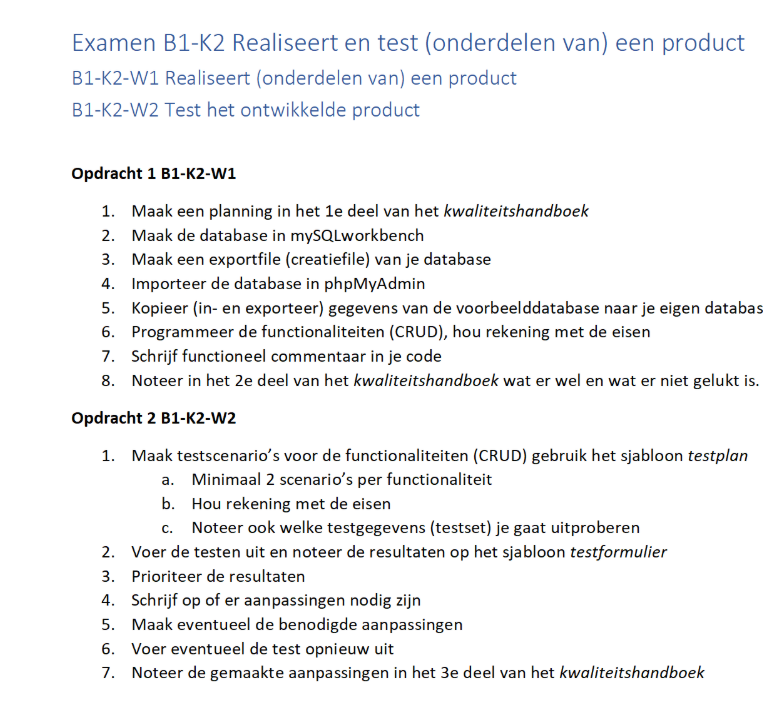 Examen B1-K2 Realiseert en test (onderdelen van) een product
B1-K2-W1 Realiseert (onderdelen van) een product
B1-K2-W2 Test het ontwikkelde product
Opdracht 1 B1-K2-W1
1. Maak een planning in het 1e deel van het kwaliteitshandboek
2. Maak de database in mySQLworkbench
3. Maak een exportfile (creatiefile) van je database
4. Importeer de database in phpMyAdmin
5. Kopieer (in- en exporteer) gegevens van de voorbeelddatabase naar je eigen databas
6. Programmeer de functionaliteiten (CRUD), hou rekening met de eisen
7. Schrijf functioneel commentaar in je code
8. Noteer in het 2e deel van het kwaliteitshandboek wat er wel en wat er niet gelukt is.
Opdracht 2 B1-K2-W2
1. Maak testscenario’s voor de functionaliteiten (CRUD) gebruik het sjabloon testplan
a. Minimaal 2 scenario’s per functionaliteit
b. Hou rekening met de eisen
c. Noteer ook welke testgegevens (testset) je gaat uitproberen
2. Voer de testen uit en noteer de resultaten op het sjabloon testformulier
3. Prioriteer de resultaten
4. Schrijf op of er aanpassingen nodig zijn
5. Maak eventueel de benodigde aanpassingen
6. Voer eventueel de test opnieuw uit
7. Noteer de gemaakte aanpassingen in het 3e deel van het kwaliteitshandboek